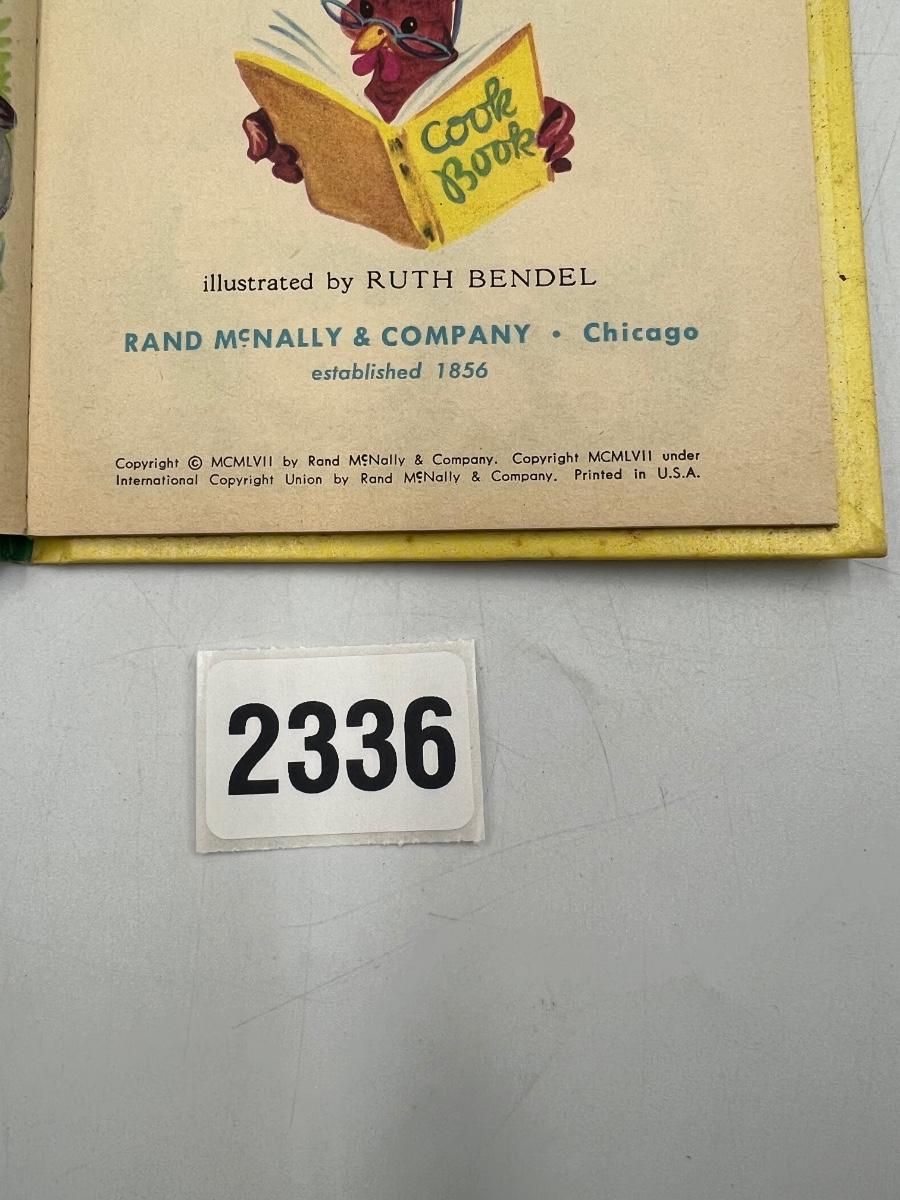 Cook
Book
illustrated by RUTH BENDEL
RAND MCNALLY & COMPANY • Chicago
established 1856
Copyright © MCMLVII by Rand McNally & Company. Copyright MCMLVII under
International Copyright Union by Rand McNally & Company. Printed in U.S.A.
2336